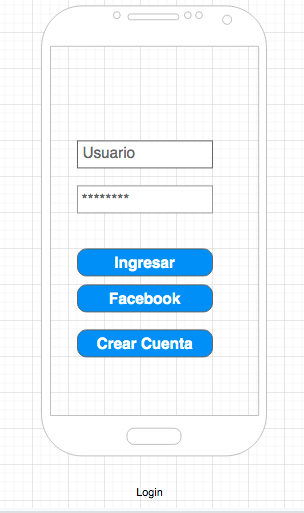 Usuario
********
Ingresar
Facebook
Crear Cuenta
Login